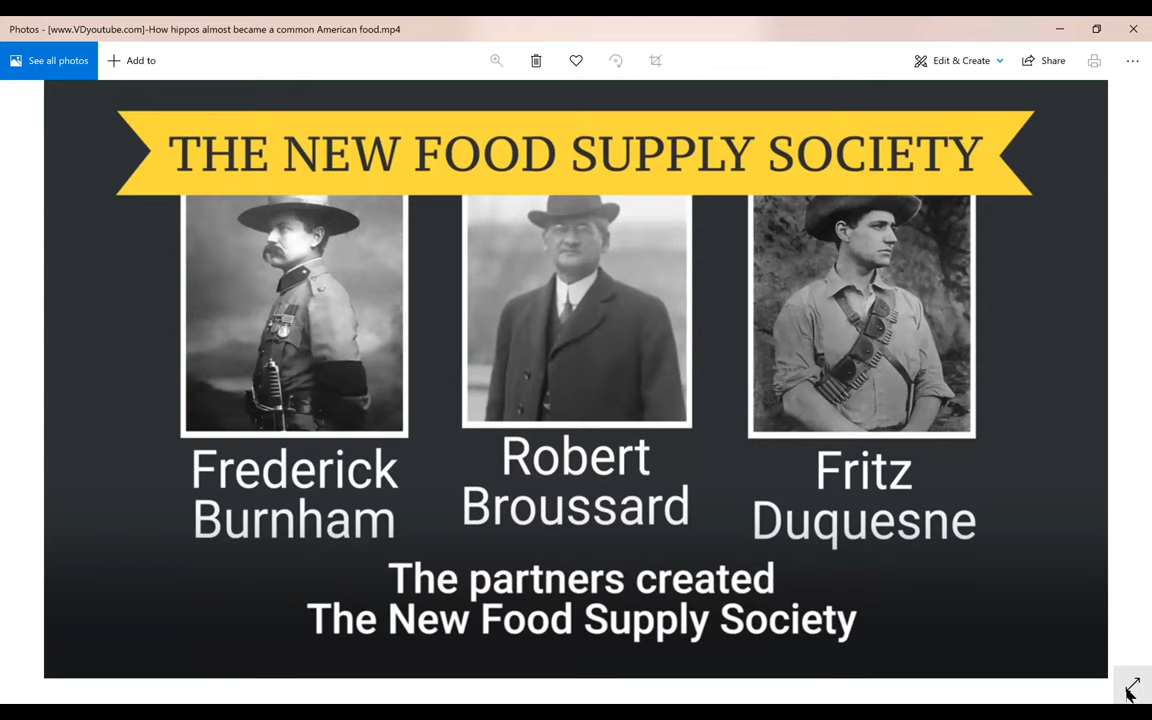 Photos - [www.VDyoutube.com]-How hippos almost became a common American food.mp4
See all photos
Add to
Edit & Create
Share
THE NEW FOOD SUPPLY SOCIETY
Frederick
Burnham
Robert
Broussard
Fritz
Duquesne
The partners created
The New Food Supply Society